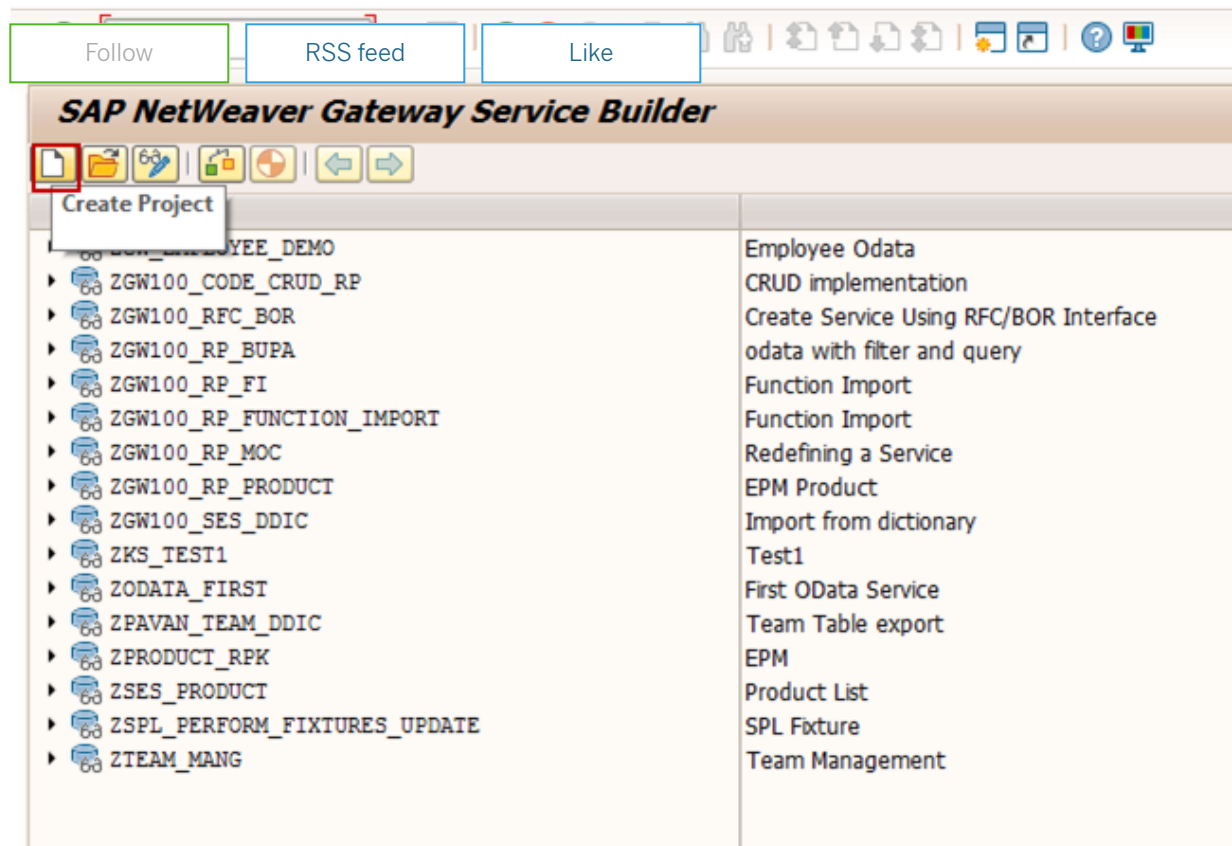 Follow RSS feed Like
SAP NetWeaver Gateway Service Builder
Create Project
Employee Odata
ZGW100_CODE_CRUD_RP CRUD implementation
ZGW100_RFC_BOR Create Service Using RFC/BOR Interface
ZGW100_RP_BUPA odata with filter and query
ZGW100_RP_FI Function Import
ZGW100_RP_FUNCTION_IMPORT Function Import
ZGW100_RP_MOC Redefining a Service
ZGW100_RP_PRODUCT EPM Product
ZGW100_SES_DDIC Import from dictionary
ZKS_TEST1 Test1
ZODATA_FIRST First OData Service
ZPAVAN_TEAM_DDIC Team Table export
ZPRODUCT_RPK EPM
ZSES_PRODUCT Product List
ZSPL_PERFORM_FIXTURES_UPDATE SPL Fixture
ZTEAM_MANG Team Management